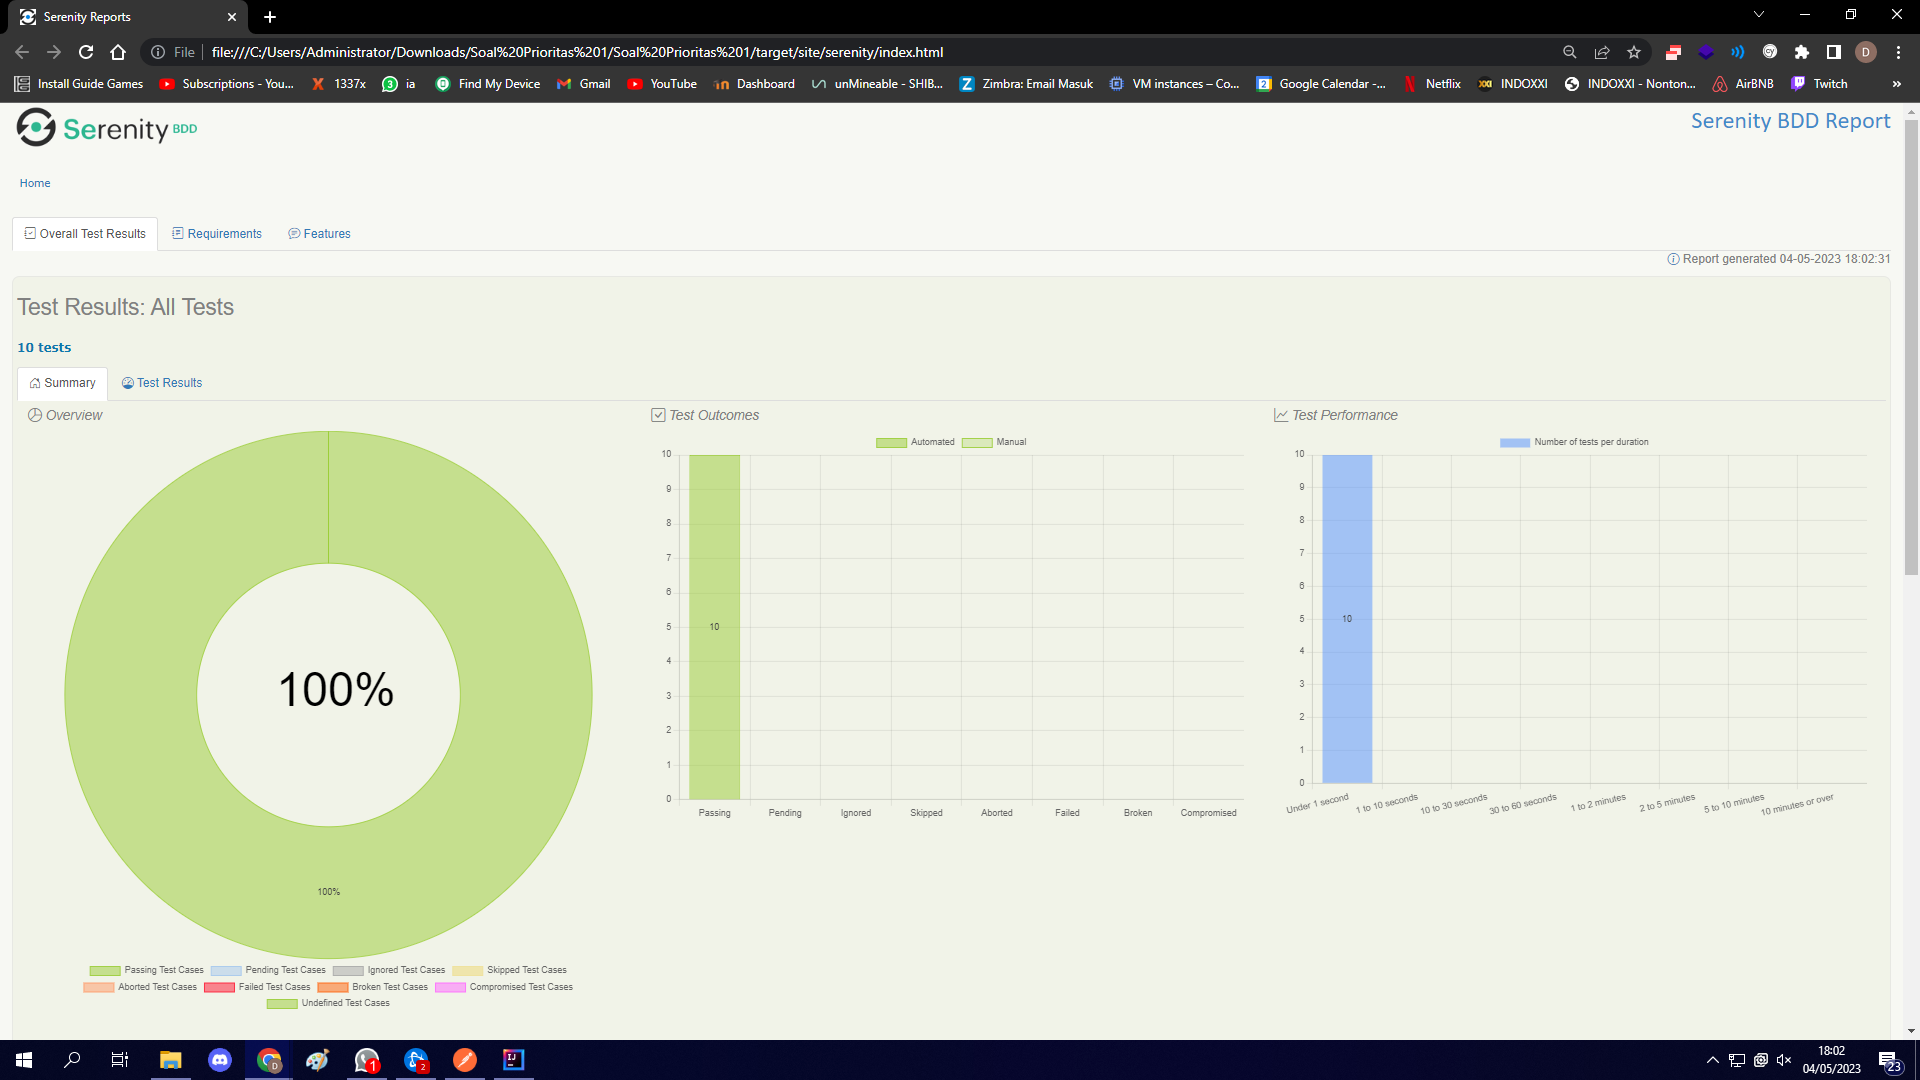 Serenity Reports
File file:///C:/Users/Administrator/Downloads/Soal%20Prioritas%201/Soal%20Prioritas%201/target/site/serenity/index.html
D
Install Guide Games Subscriptions - You... 1337x ia Find My Device Gmail YouTube Dashboard unMineable - SHIB... Zimbra: Email Masuk VM instances – Co... Google Calendar -... Netflix INDOXXI INDOXXI - Nonton... AirBNB Twitch »
Serenity BDD
Serenity BDD Report
Home
Overall Test Results Requirements Features
Report generated 04-05-2023 18:02:31
Test Results: All Tests
10 tests
Summary Test Results
Overview
100%
100%
Passing Test Cases Pending Test Cases Ignored Test Cases Skipped Test Cases
Aborted Test Cases Failed Test Cases Broken Test Cases Compromised Test Cases
Undefined Test Cases
Test Outcomes
Automated Manual
10
9
8
7
6
5
4
3
2
1
0
10
Passing Pending Ignored Skipped Aborted Failed Broken Compromised
Test Performance
Number of tests per duration
10
9
8
7
6
5
4
3
2
1
0
10
Under 1 second 1 to 10 seconds 10 to 30 seconds 30 to 60 seconds 1 to 2 minutes 2 to 5 minutes 5 to 10 minutes 10 minutes or over
18:02
04/05/2023
23